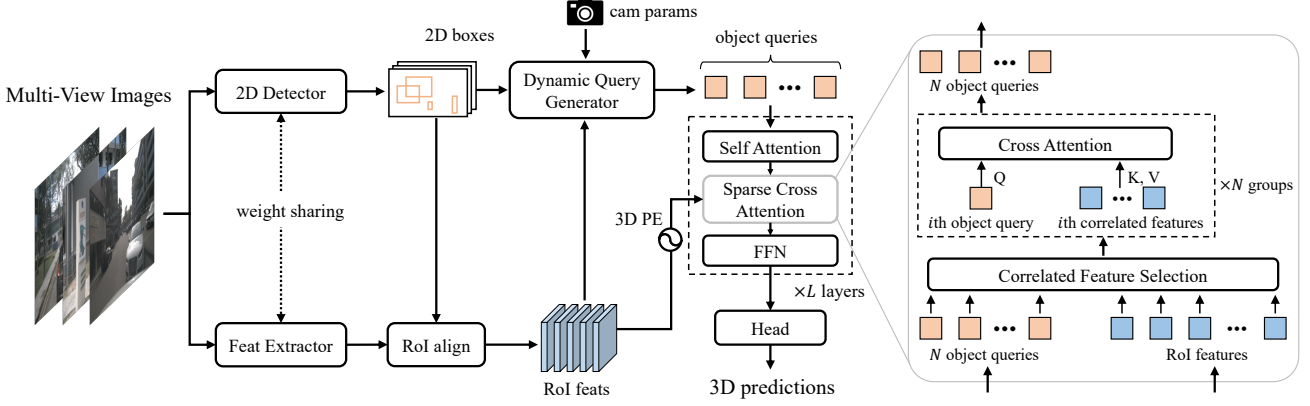 cam params
2D boxes
object queries
Multi-View Images
2D Detector
Dynamic Query
Generator
weight sharing
Feat Extractor
RoI align
RoI feats
3D PE
Self Attention
Sparse Cross
Attention
FFN
×L layers
Head
3D predictions
N object queries
Cross Attention
Q
K, V
×N groups
ith object query
ith correlated features
Correlated Feature Selection
N object queries
RoI features